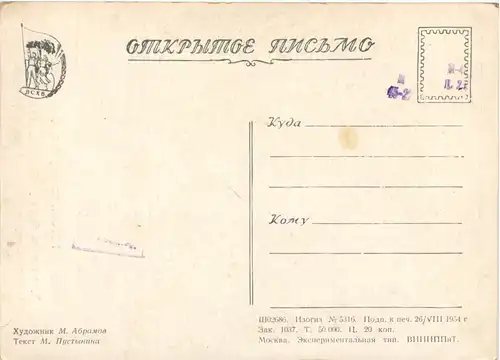 ОТКРЫТОЕ ПИСЬМО
ВСХВ
Куда
Кому
Художник М. Абрамов
Текст М. Пустынина
Ш02686. Изогиз № 5316. Подп. к печ. 26/VIII 1954 г.
Зак. 1037. Т. 50 000. Ц. 20 коп.
Москва. Экспериментальная тип. ВНИИППиТ.